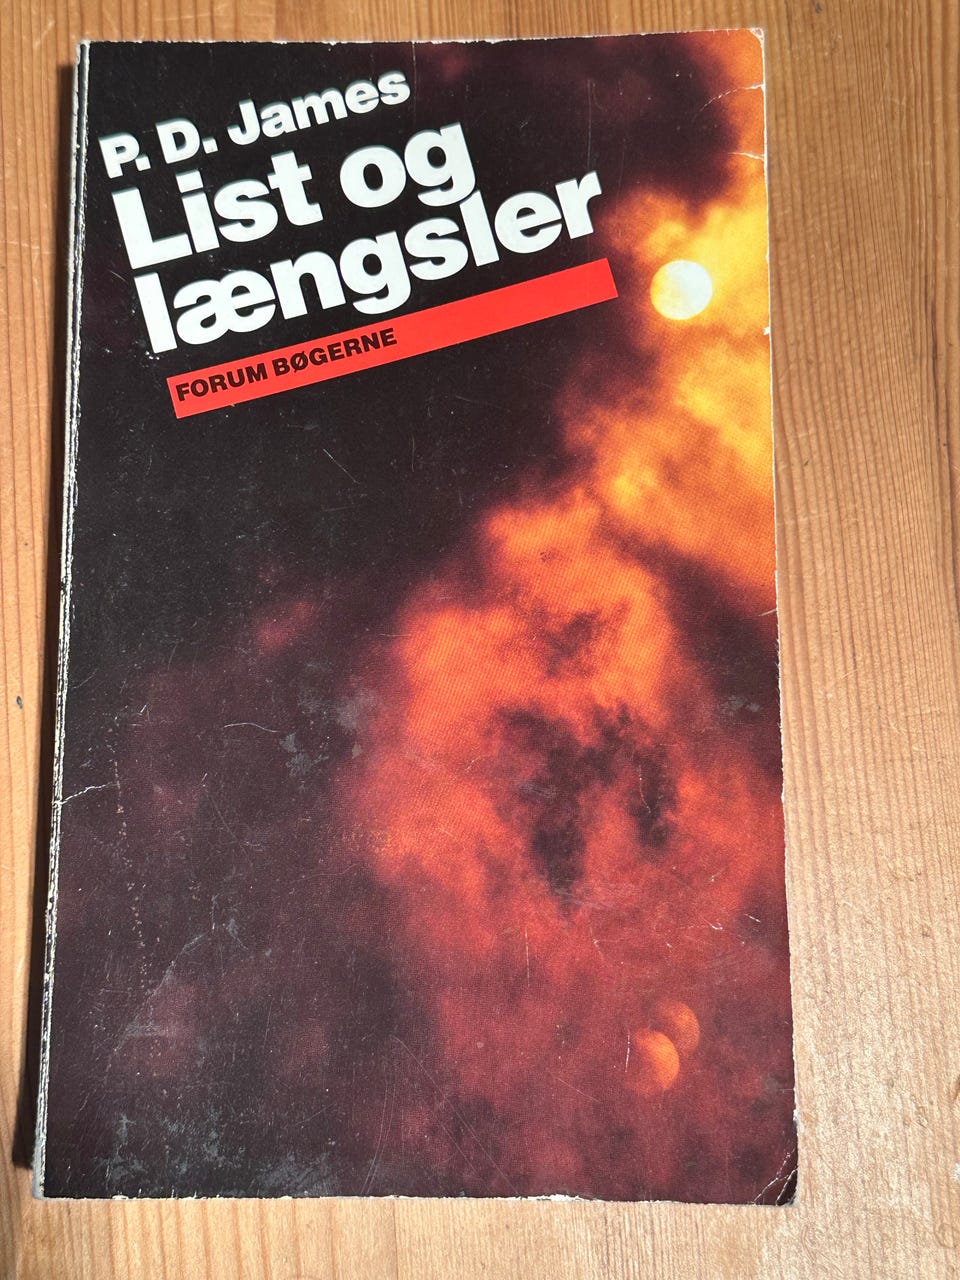 P. D. James
List og
længsler
FORUM BØGERNE